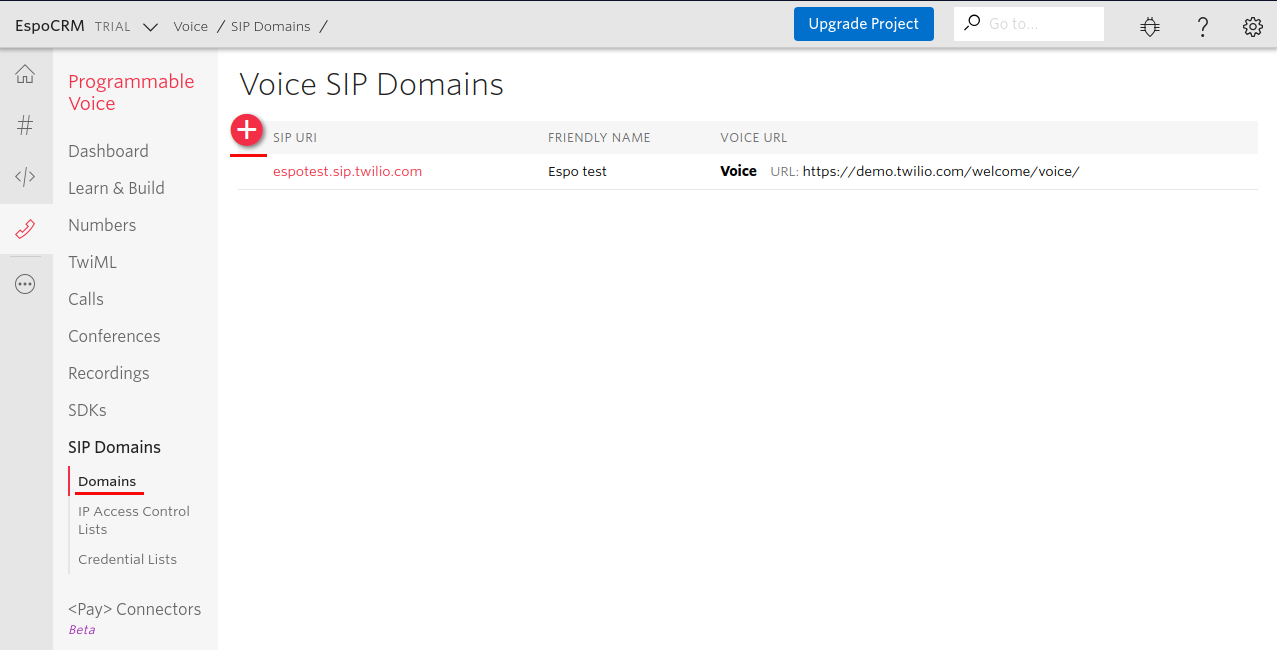 EspoCRM TRIAL Voice / SIP Domains /
Upgrade Project
Go to...
Programmable
Voice
Dashboard
Learn & Build
Numbers
TwiML
Calls
Conferences
Recordings
SDKs
SIP Domains
Domains
IP Access Control
Lists
Credential Lists
<Pay> Connectors
Beta
Voice SIP Domains
SIP URI FRIENDLY NAME VOICE URL
espotest.sip.twilio.com Espo test Voice URL: https://demo.twilio.com/welcome/voice/